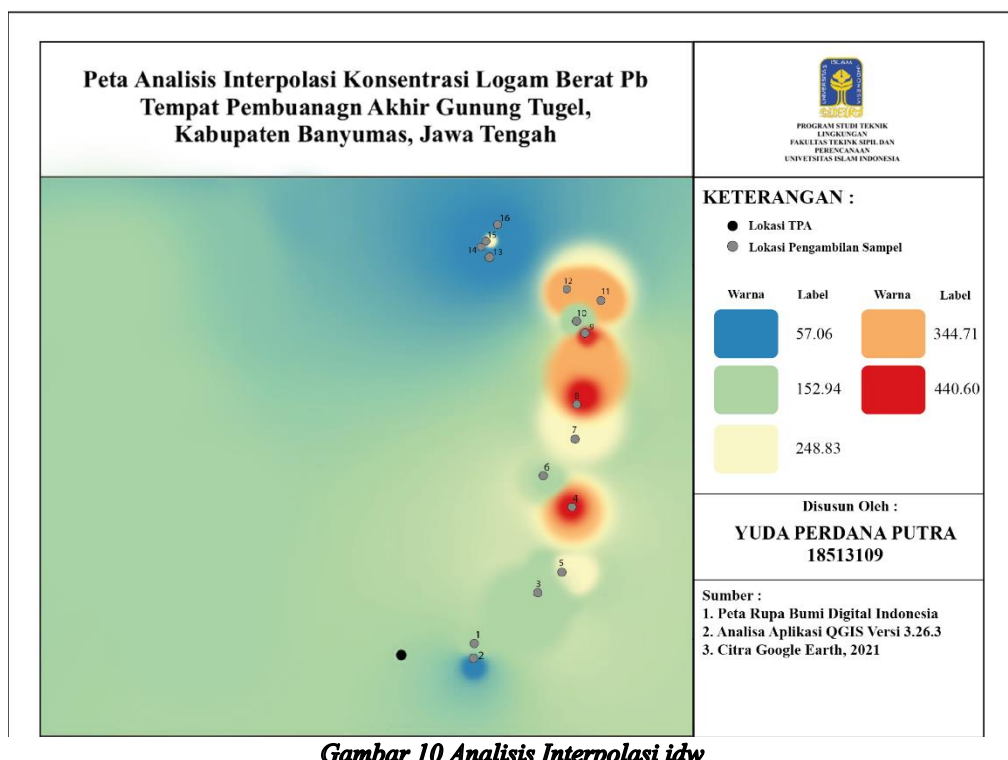 Peta Analisis Interpolasi Konsentrasi Logam Berat Pb
Tempat Pembuanagn Akhir Gunung Tugel,
Kabupaten Banyumas, Jawa Tengah
ISLAM
UNIVERSITAS
INDONESIA
PROGRAM STUDI TEKNIK
LINGKUNGAN
FAKULTAS TEKINK SIPIL DAN
PERENCANAAN
UNIVETSITAS ISLAM INDONESIA
KETERANGAN :
Lokasi TPA
Lokasi Pengambilan Sampel
Warna Label Warna Label
57.06 344.71
152.94 440.60
248.83
Disusun Oleh :
YUDA PERDANA PUTRA
18513109
Sumber :
1. Peta Rupa Bumi Digital Indonesia
2. Analisa Aplikasi QGIS Versi 3.26.3
3. Citra Google Earth, 2021
16
15
14
13
12
11
10
9
8
7
6
4
5
3
1
2
Gambar 10 Analisis Interpolasi idw